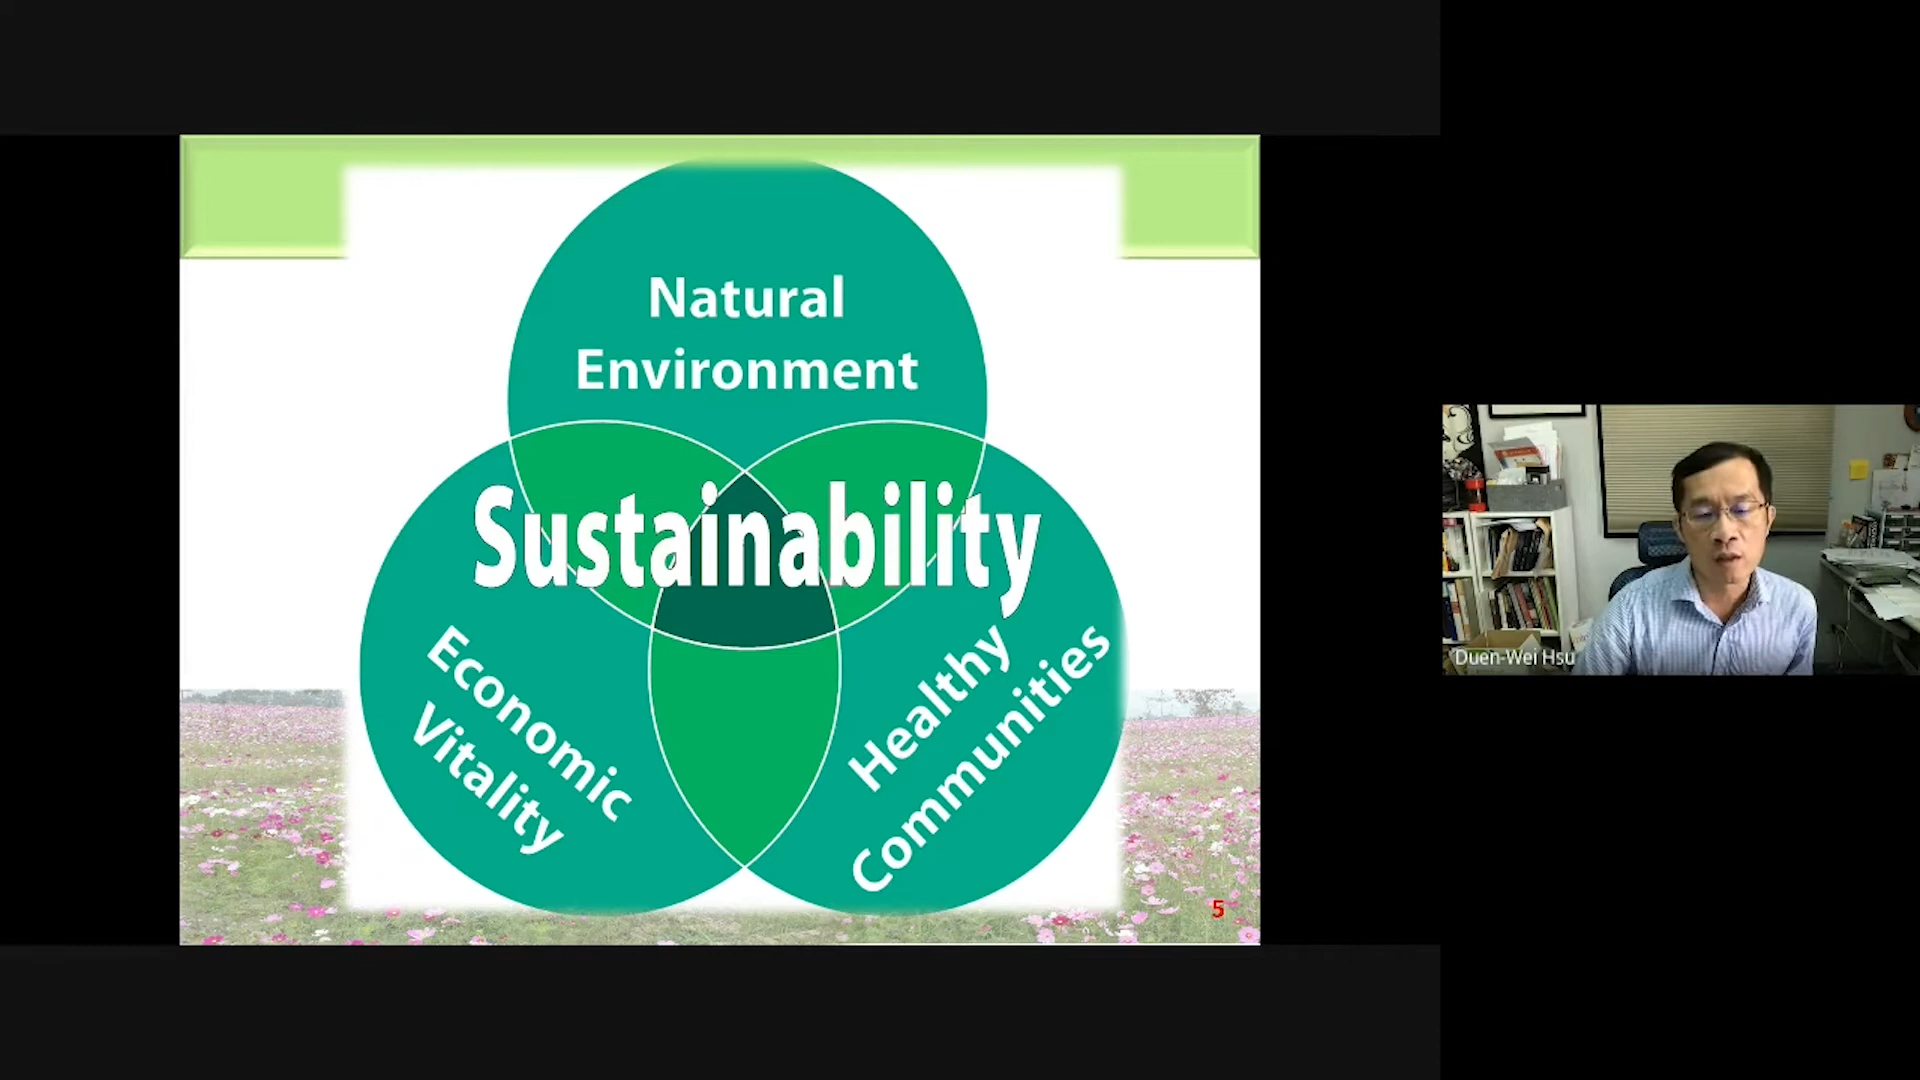 Natural
Environment
Sustainability
Economic
Vitality
Healthy
Communities
5
Duen-Wei Hsu